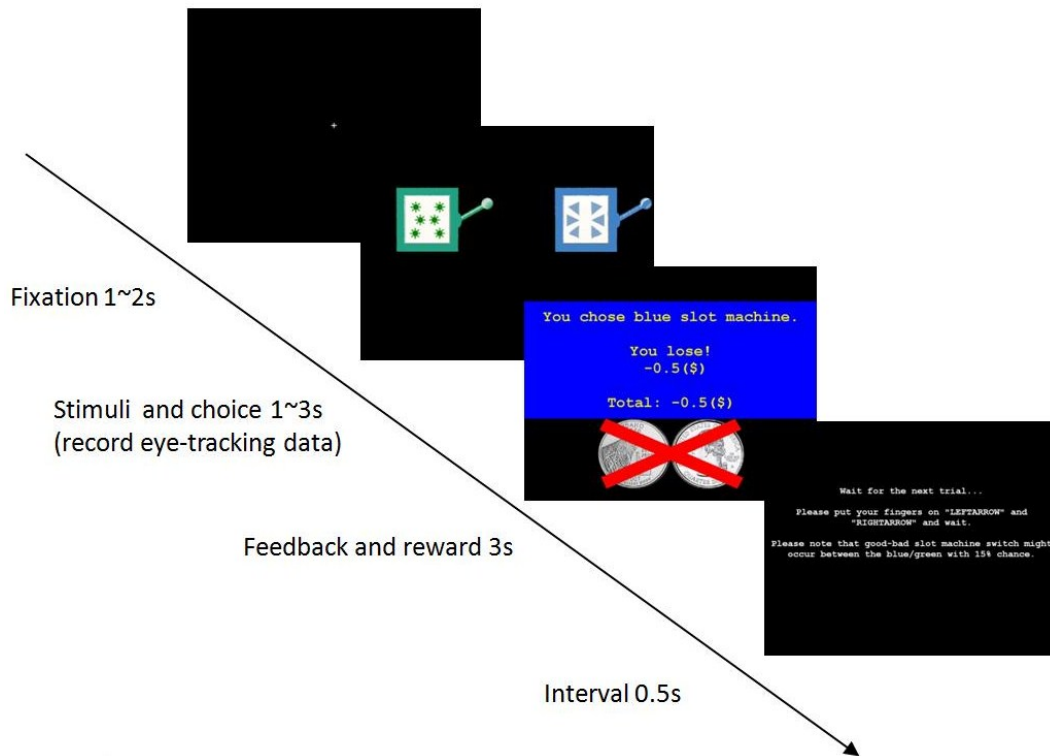 Fixation 1~2s
Stimuli and choice 1~3s
(record eye-tracking data)
You chose blue slot machine.
You lose!
-0.5($)
Total: -0.5($)
Feedback and reward 3s
Wait for the next trial...
Please put your fingers on "LEFTARROW" and
"RIGHTARROW" and wait.
Please note that good-bad slot machine switch might
occur between the blue/green with 15% chance.
Interval 0.5s